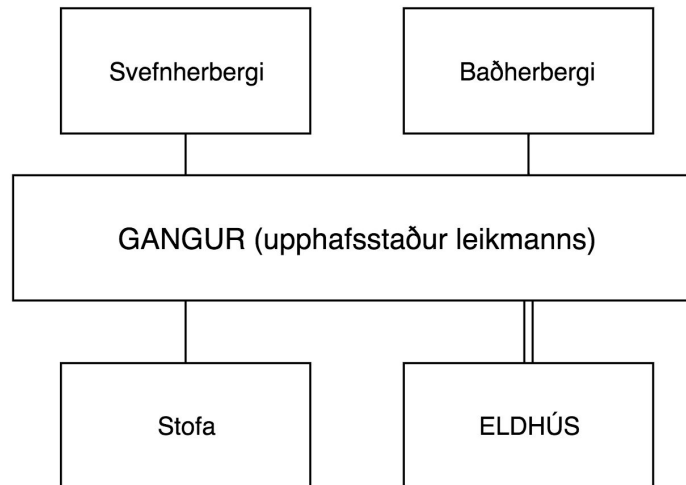 Svefnherbergi
Baðherbergi
GANGUR (upphafsstaður leikmanns)
Stofa
ELDHÚS